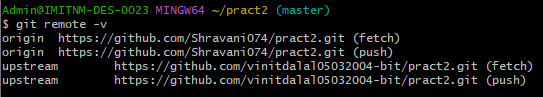 Admin@IMITNM-DES-0023 MINGW64 ~/pract2 (master)
$ git remote -v
origin  https://github.com/Shravani074/pract2.git (fetch)
origin  https://github.com/Shravani074/pract2.git (push)
upstream        https://github.com/vinitdalal05032004-bit/pract2.git (fetch)
upstream        https://github.com/vinitdalal05032004-bit/pract2.git (push)